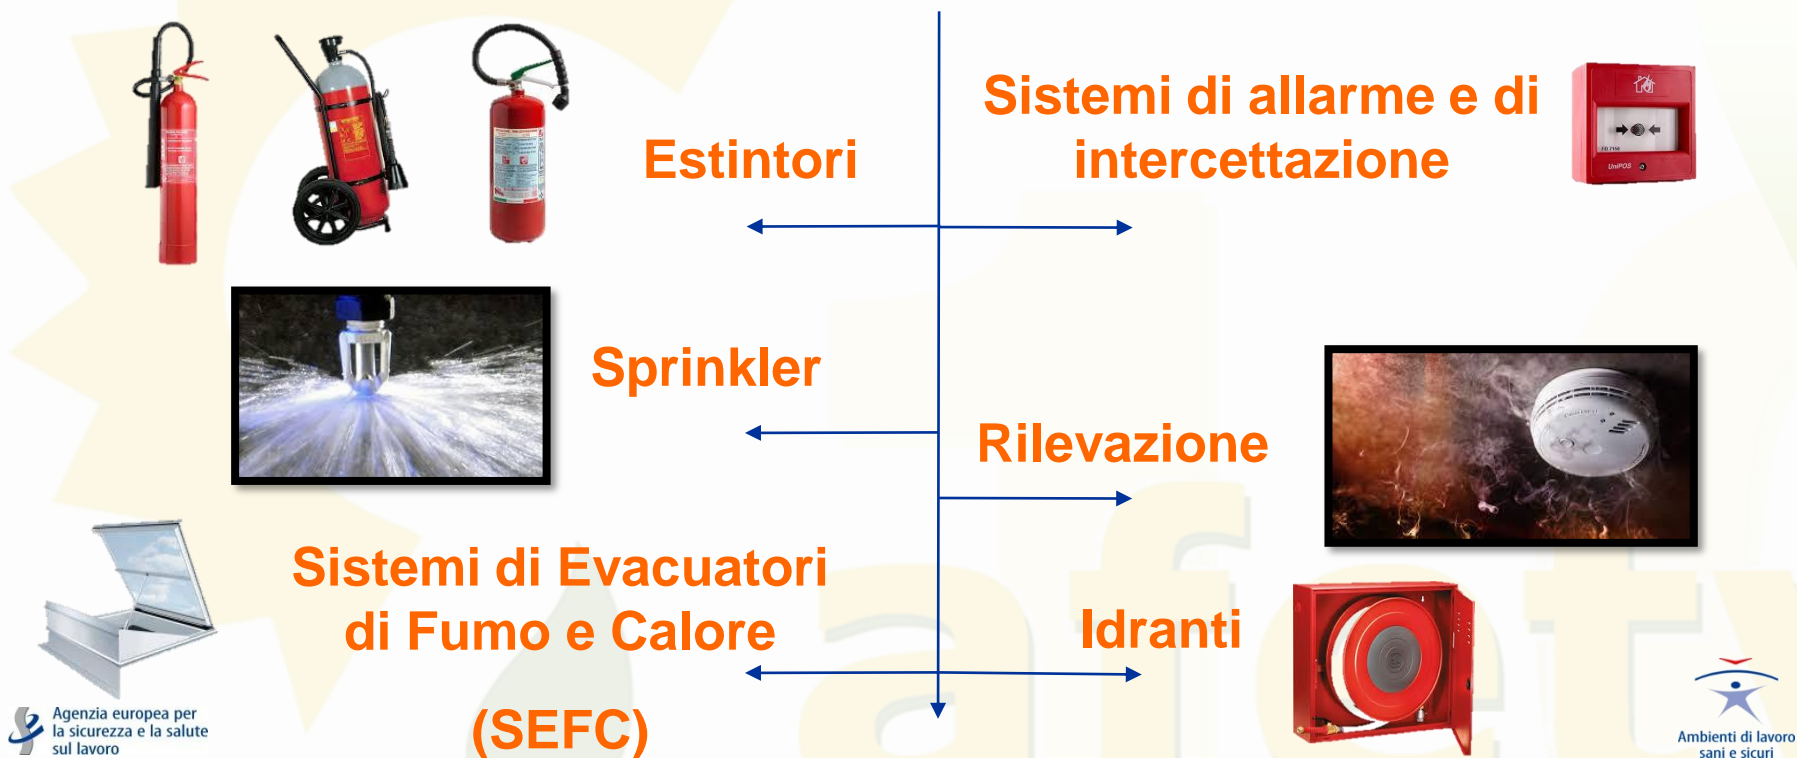 Estintori
Sistemi di allarme e di
intercettazione
UniPOS
Sprinkler
Rilevazione
Sistemi di Evacuatori
di Fumo e Calore
(SEFC)
Idranti
Agenzia europea per
la sicurezza e la salute
sul lavoro
Ambienti di lavoro
sani e sicuri